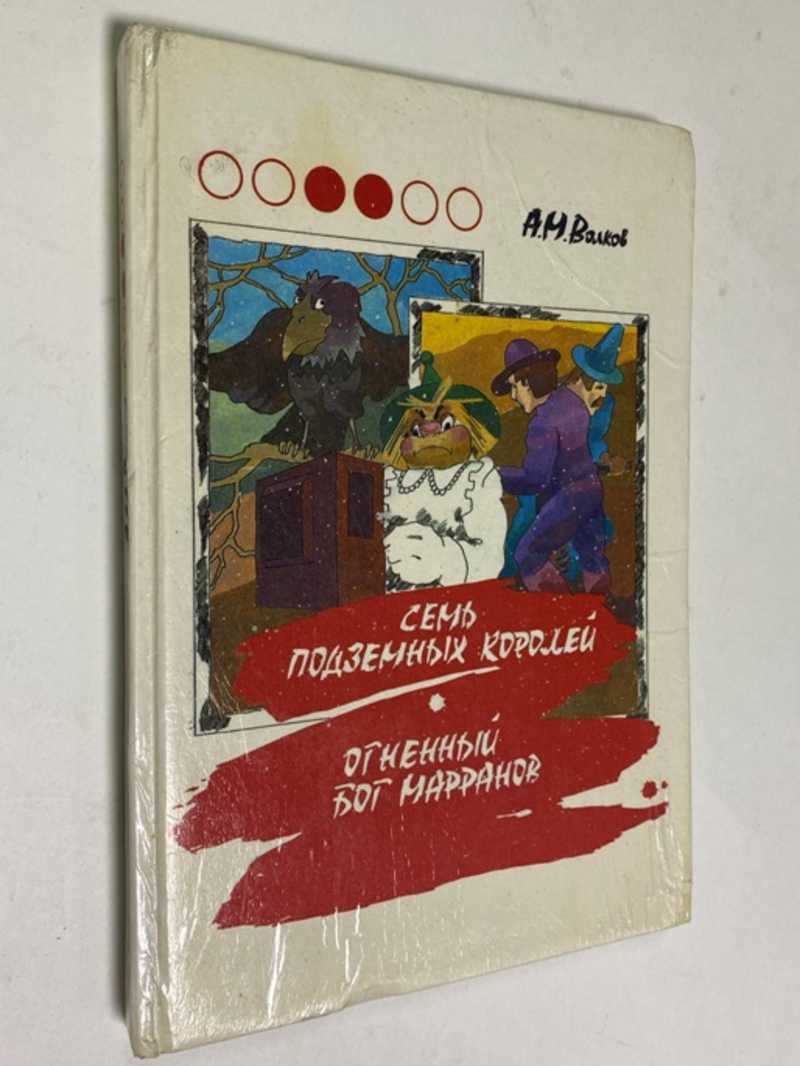 А.М.Волков
СЕМЬ
ПОДЗЕМНЫХ КОРОЛЕЙ
ОГНЕННЫЙ
БОГ МАРРАНОВ